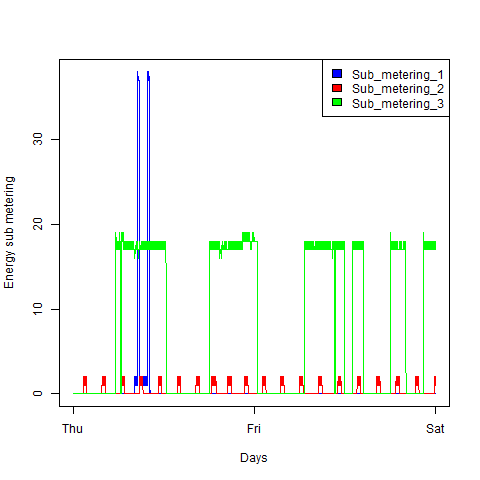 Sub_metering_1
Sub_metering_2
Sub_metering_3
Energy sub metering
30
20
10
0
Thu
Fri
Sat
Days